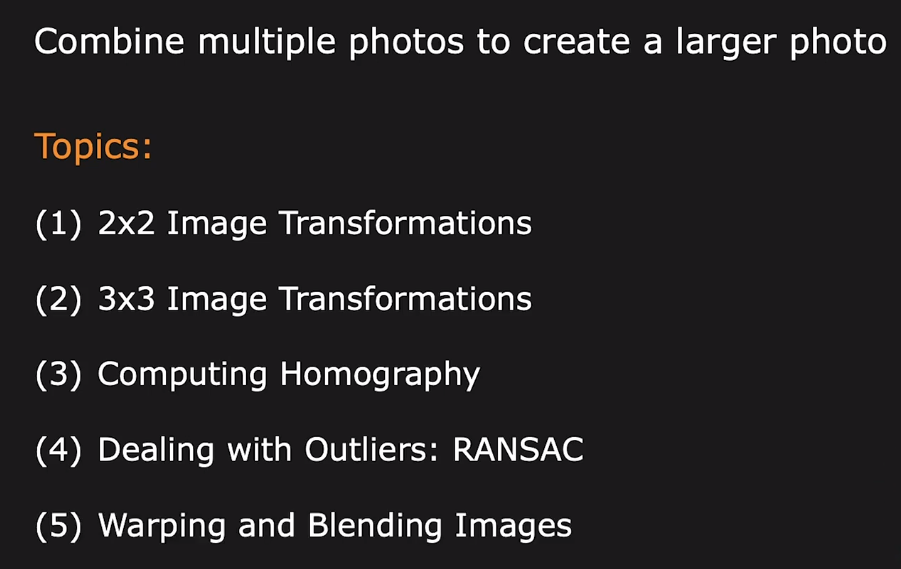 Combine multiple photos to create a larger photo
Topics:
(1) 2x2 Image Transformations
(2) 3x3 Image Transformations
(3) Computing Homography
(4) Dealing with Outliers: RANSAC
(5) Warping and Blending Images